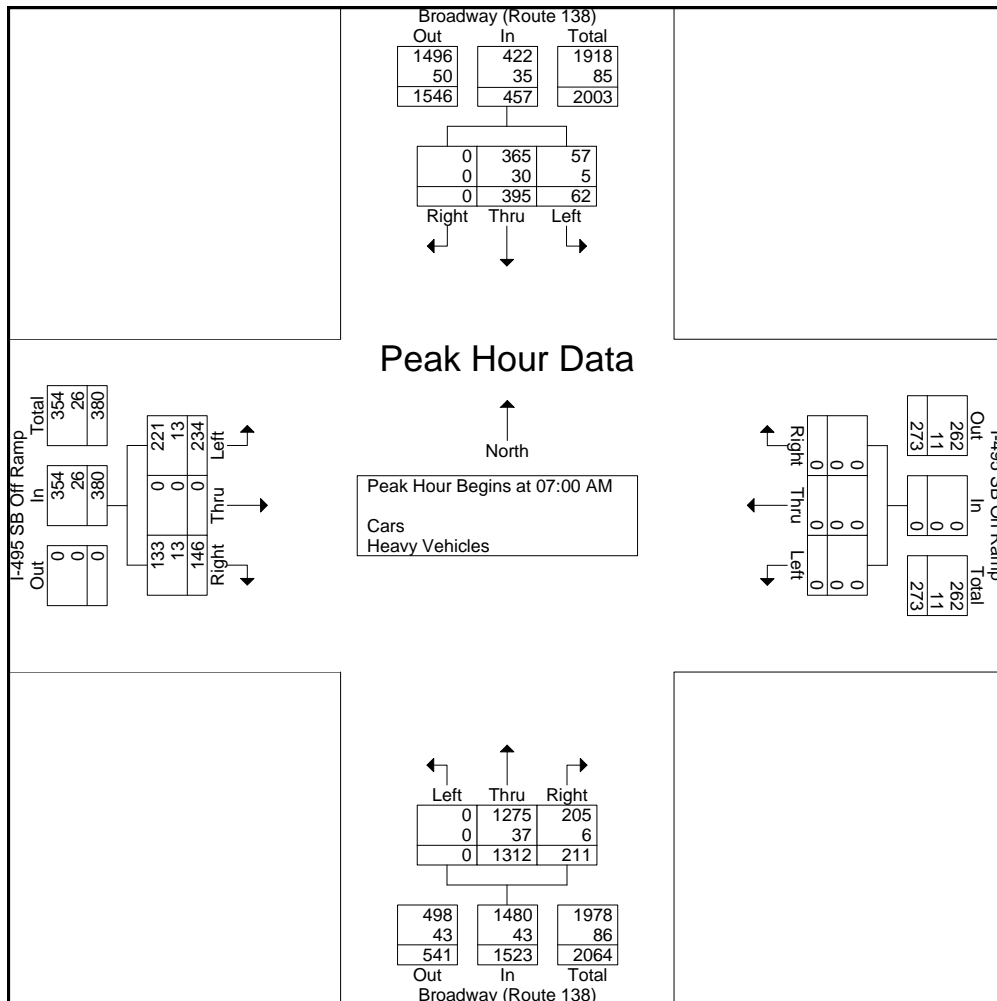 Broadway (Route 138)
Out In Total
1496 422 1918
50 35 85
1546 457 2003
0 365 57
0 30 5
0 395 62
Right Thru Left
Peak Hour Data
North
Peak Hour Begins at 07:00 AM
Cars
Heavy Vehicles
I-495 SB Off Ramp
Total In Out
354 354 0
26 26 0
380 380 0
221 0 133
13 0 13
234 0 146
Left Thru Right
I-495 SB On Ramp
Out In Total
262 0 262
11 0 11
273 0 273
Right Thru Left
0 0 0
0 0 0
0 0 0
Left Thru Right
0 1275 205
0 37 6
0 1312 211
498 1480 1978
43 43 86
541 1523 2064
Out In Total
Broadway (Route 138)